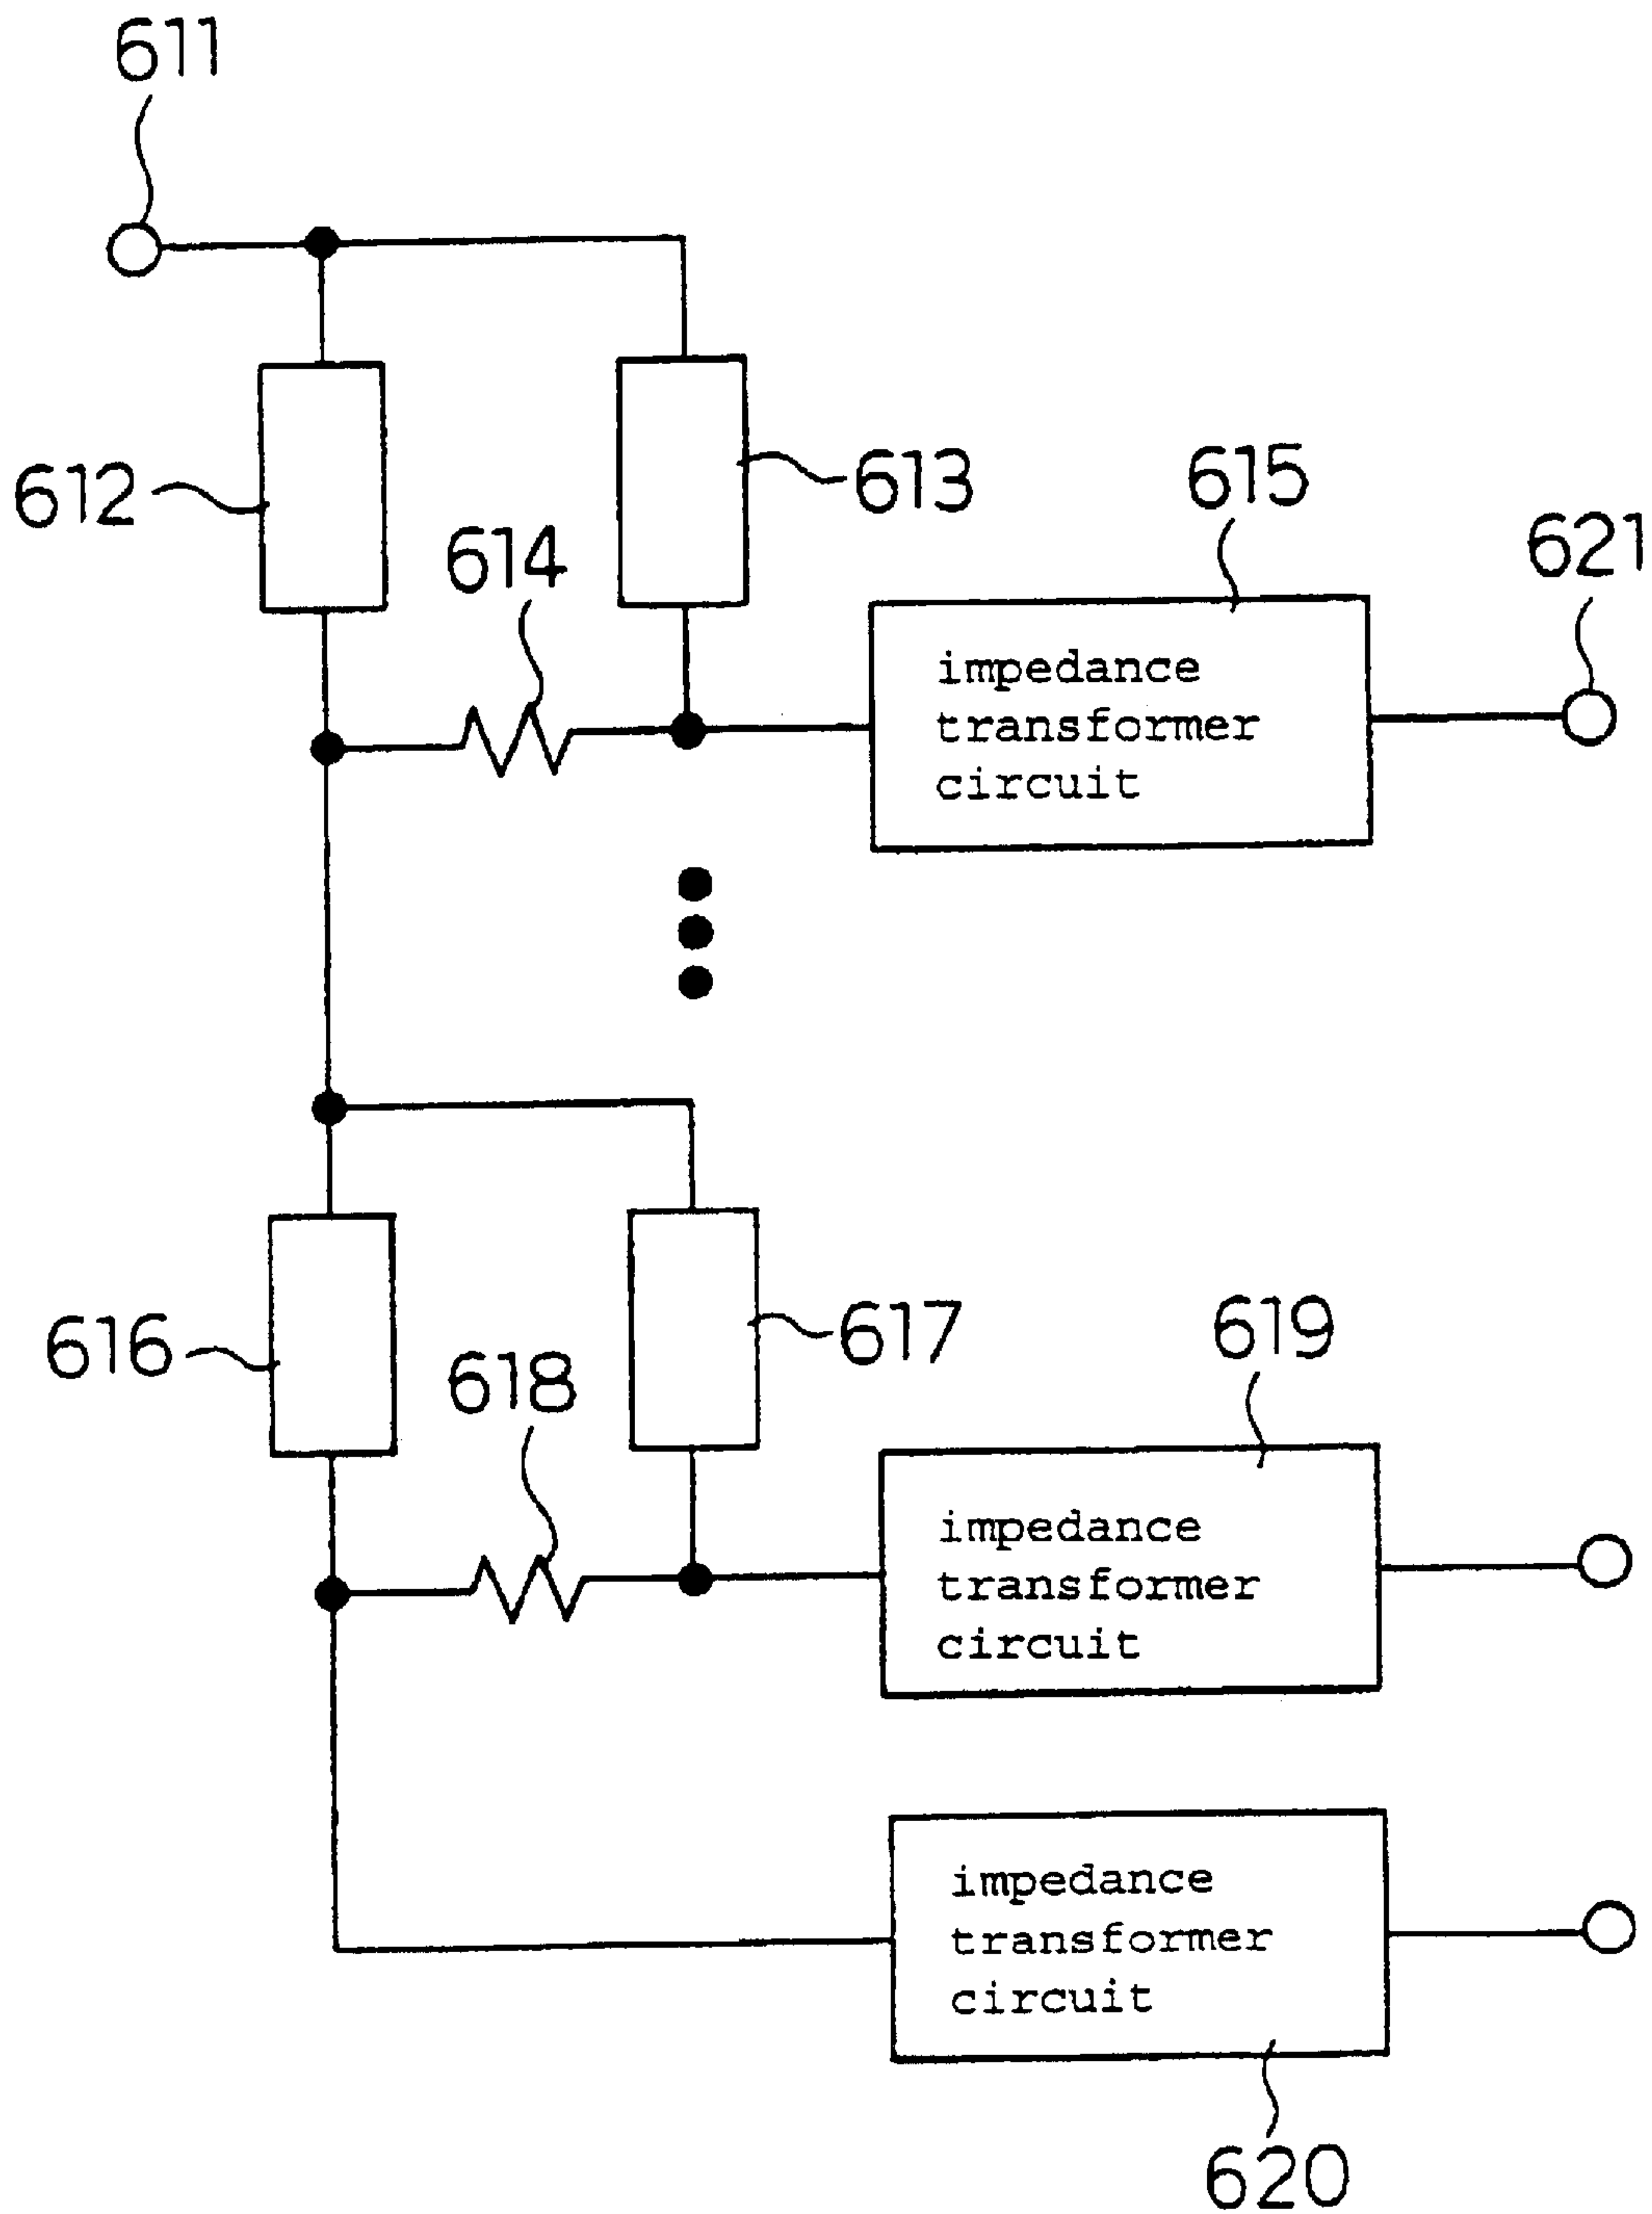 611
612
613
614
615
621
impedance
transformer
circuit
616
617
618
619
impedance
transformer
circuit
impedance
transformer
circuit
620